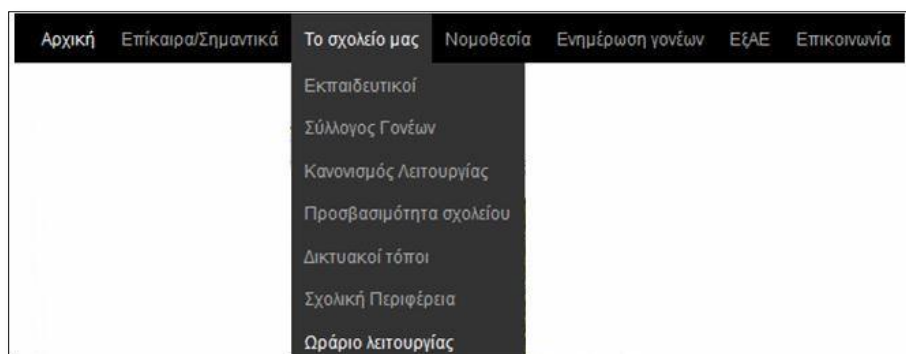 Αρχική Επίκαιρα/Σημαντικά Το σχολείο μας Νομοθεσία Ενημέρωση γονέων ΕξΑΕ Επικοινωνία
Εκπαιδευτικοί
Σύλλογος Γονέων
Κανονισμός Λειτουργίας
Προσβασιμότητα σχολείου
Δικτυακοί τόποι
Σχολική Περιφέρεια
Ωράριο λειτουργίας